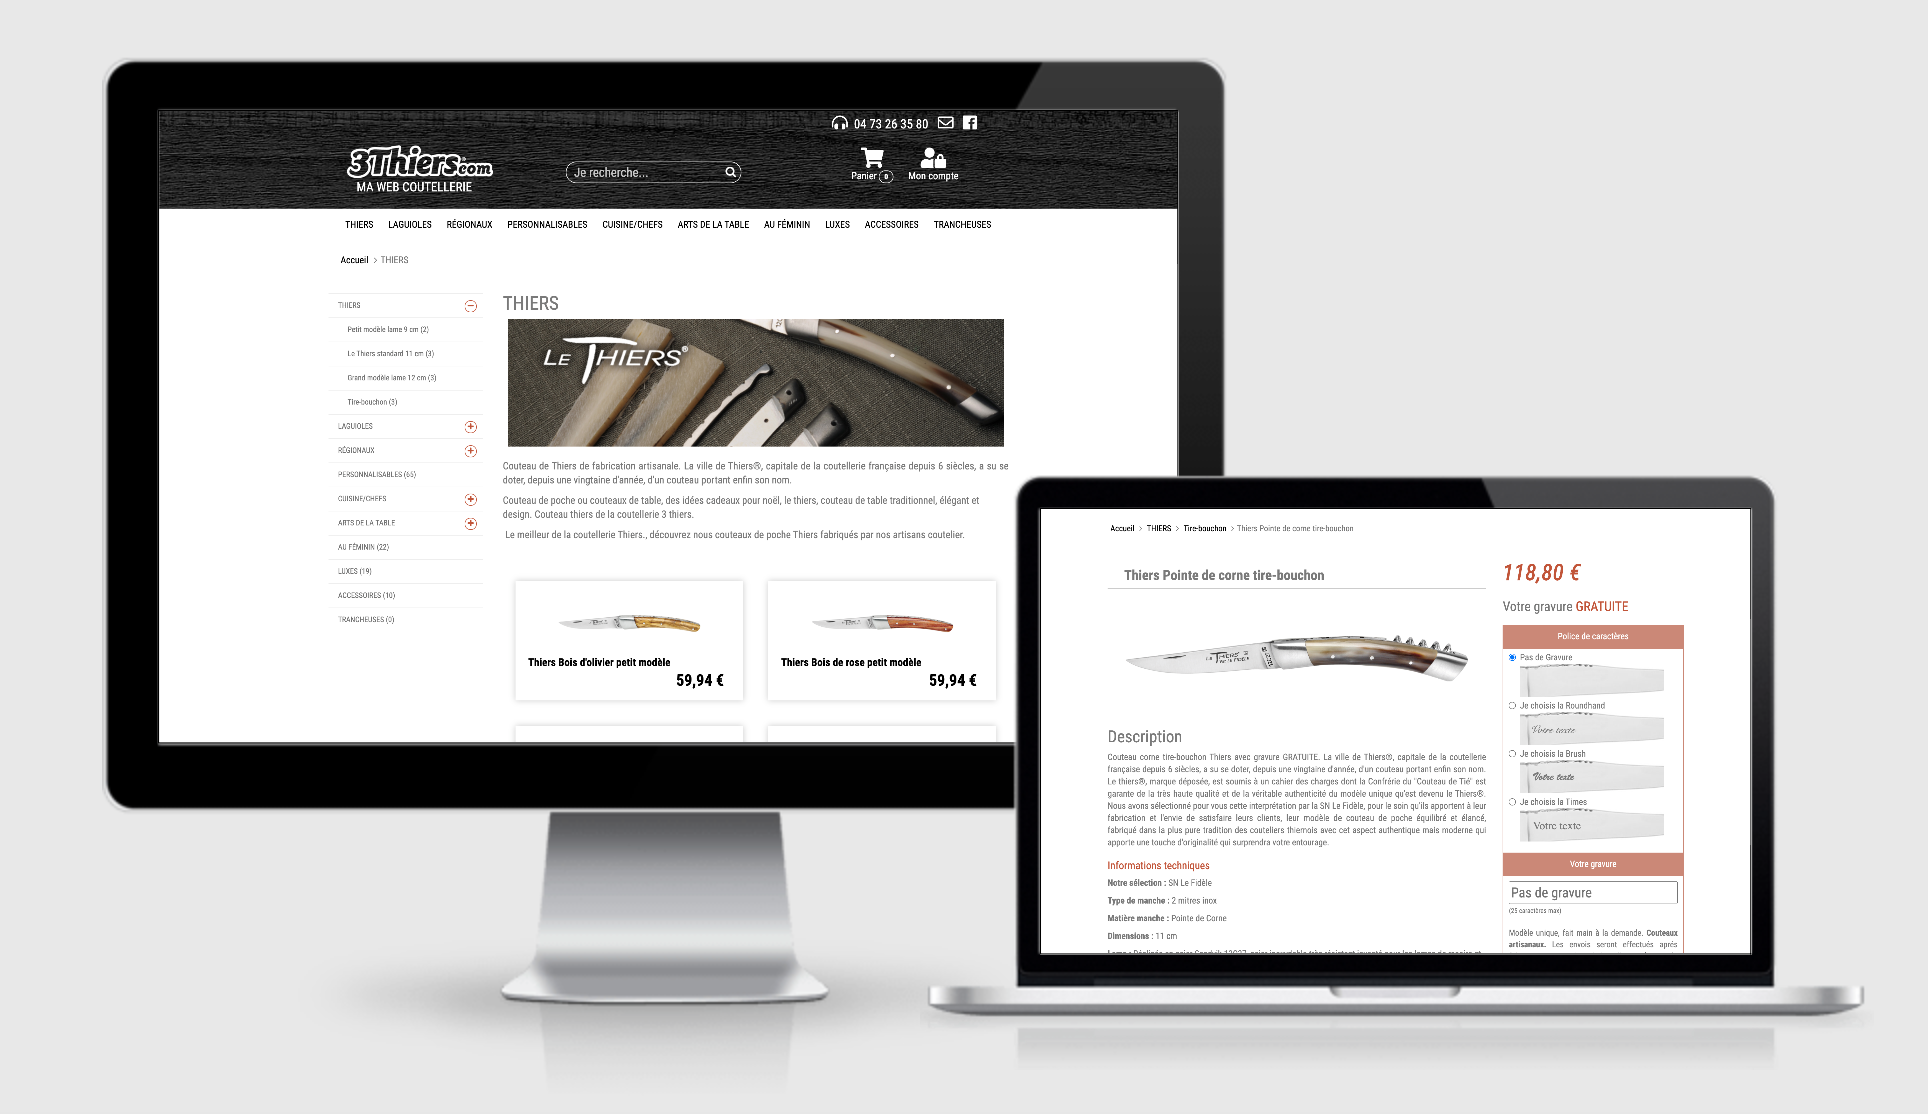 04 73 26 35 80
3Thiers.com
MA WEB COUTELLERIE
Je recherche...
Panier 0
Mon compte
THIERS LAGUIOLES RÉGIONAUX PERSONNALISABLES CUISINE/CHEFS ARTS DE LA TABLE AU FÉMININ LUXES ACCESSOIRES TRANCHEUSES
Accueil > THIERS
THIERS
Petit modèle lame 9 cm (2)
Le Thiers standard 11 cm (3)
Grand modèle lame 12 cm (3)
Tire-bouchon (3)
LAGUIOLES
RÉGIONAUX
PERSONNALISABLES (65)
CUISINE/CHEFS
ARTS DE LA TABLE
AU FÉMININ (22)
LUXES (19)
ACCESSOIRES (10)
TRANCHEUSES (0)
THIERS
LE THIERS®
Couteau de Thiers de fabrication artisanale. La ville de Thiers®, capitale de la coutellerie française depuis 6 siècles, a su se
doter, depuis une vingtaine d'année, d'un couteau portant enfin son nom.
Couteau de poche ou couteaux de table, des idées cadeaux pour noël, le thiers, couteau de table traditionnel, élégant et
design. Couteau thiers de la coutellerie 3 thiers.
Le meilleur de la coutellerie Thiers., découvrez nous couteaux de poche Thiers fabriqués par nos artisans coutelier.
Thiers Bois d'olivier petit modèle
59,94 €
Thiers Bois de rose petit modèle
59,94 €
Accueil > THIERS > Tire-bouchon > Thiers Pointe de corne tire-bouchon
Thiers Pointe de corne tire-bouchon
LE THIERS
Description
Couteau corne tire-bouchon Thiers avec gravure GRATUITE. La ville de Thiers®, capitale de la coutellerie
française depuis 6 siècles, a su se doter, depuis une vingtaine d'année, d'un couteau portant enfin son nom.
Le thiers®, marque déposée, est soumis à un cahier des charges dont la Confrérie du "Couteau de Tié" est
garante de la très haute qualité et de la véritable authenticité du modèle unique qu'est devenu le Thiers®.
Nous avons sélectionné pour vous cette interprétation par la SN Le Fidèle, pour le soin qu'ils apportent à leur
fabrication et l'envie de satisfaire leurs clients, leur modèle de couteau de poche équilibré et élancé,
fabriqué dans la plus pure tradition des couteliers thiernois avec cet aspect authentique mais moderne qui
apporte une touche d'originalité qui surprendra votre entourage.
Informations techniques
Notre sélection : SN Le Fidèle
Type de manche : 2 mitres inox
Matière manche : Pointe de Corne
Dimensions : 11 cm
118,80 €
Votre gravure GRATUITE
Police de caractères
Pas de Gravure
Je choisis la Roundhand
Votre texte
Je choisis la Brush
Votre texte
Je choisis la Times
Votre texte
Votre gravure
Pas de gravure
(25 caractères max)
Modèle unique, fait main à la demande. Couteaux
artisanaux. Les envois seront effectués après